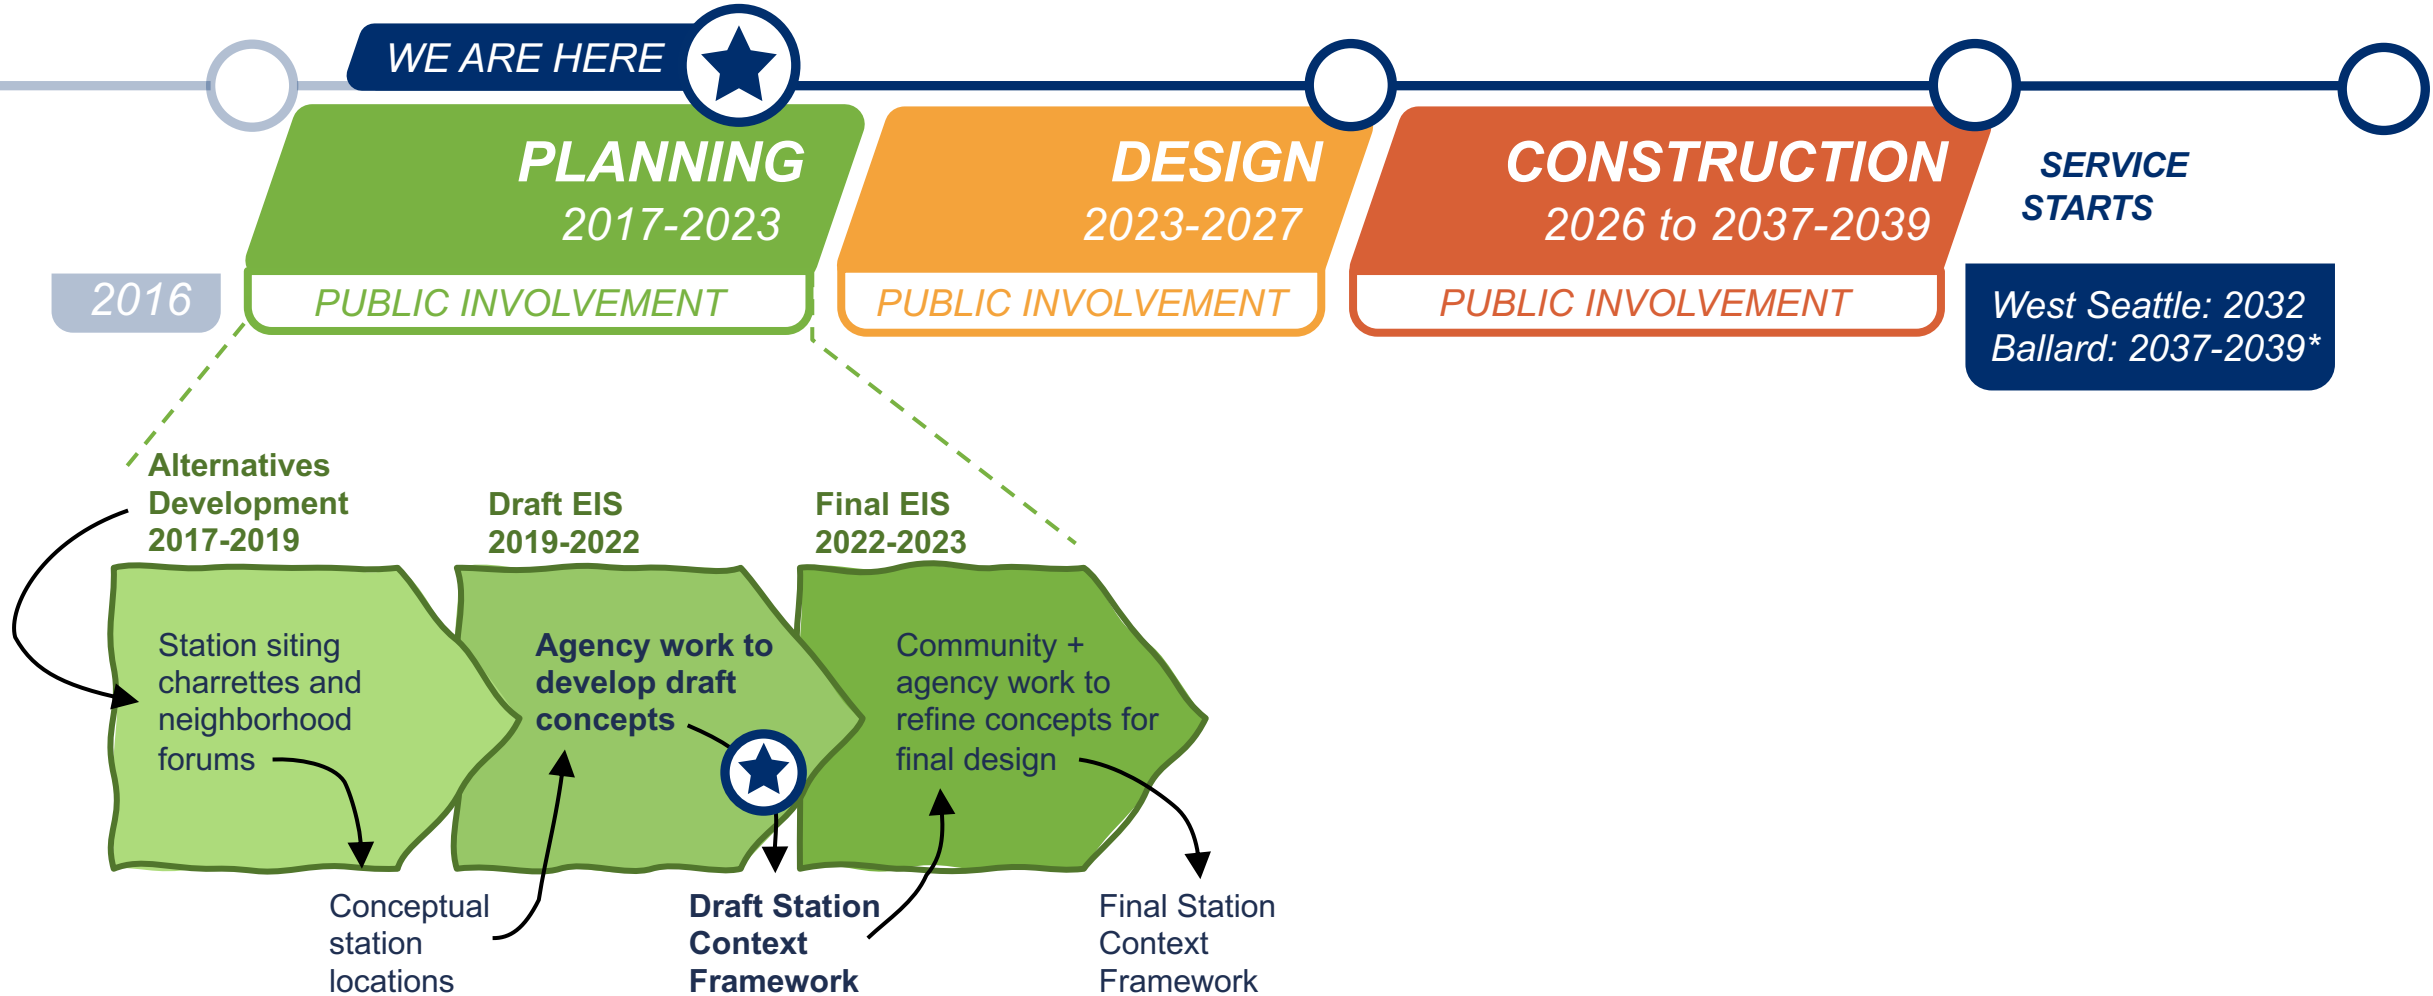 WE ARE HERE
PLANNING
2017-2023
DESIGN
2023-2027
CONSTRUCTION
2026 to 2037-2039
SERVICE
STARTS
2016
PUBLIC INVOLVEMENT
PUBLIC INVOLVEMENT
PUBLIC INVOLVEMENT
West Seattle: 2032
Ballard: 2037-2039*
Alternatives
Development
2017-2019
Draft EIS
2019-2022
Final EIS
2022-2023
Station siting
charrettes and
neighborhood
forums
Agency work to
develop draft
concepts
Community +
agency work to
refine concepts for
final design
Conceptual
station
locations
Draft Station
Context
Framework
Final Station
Context
Framework